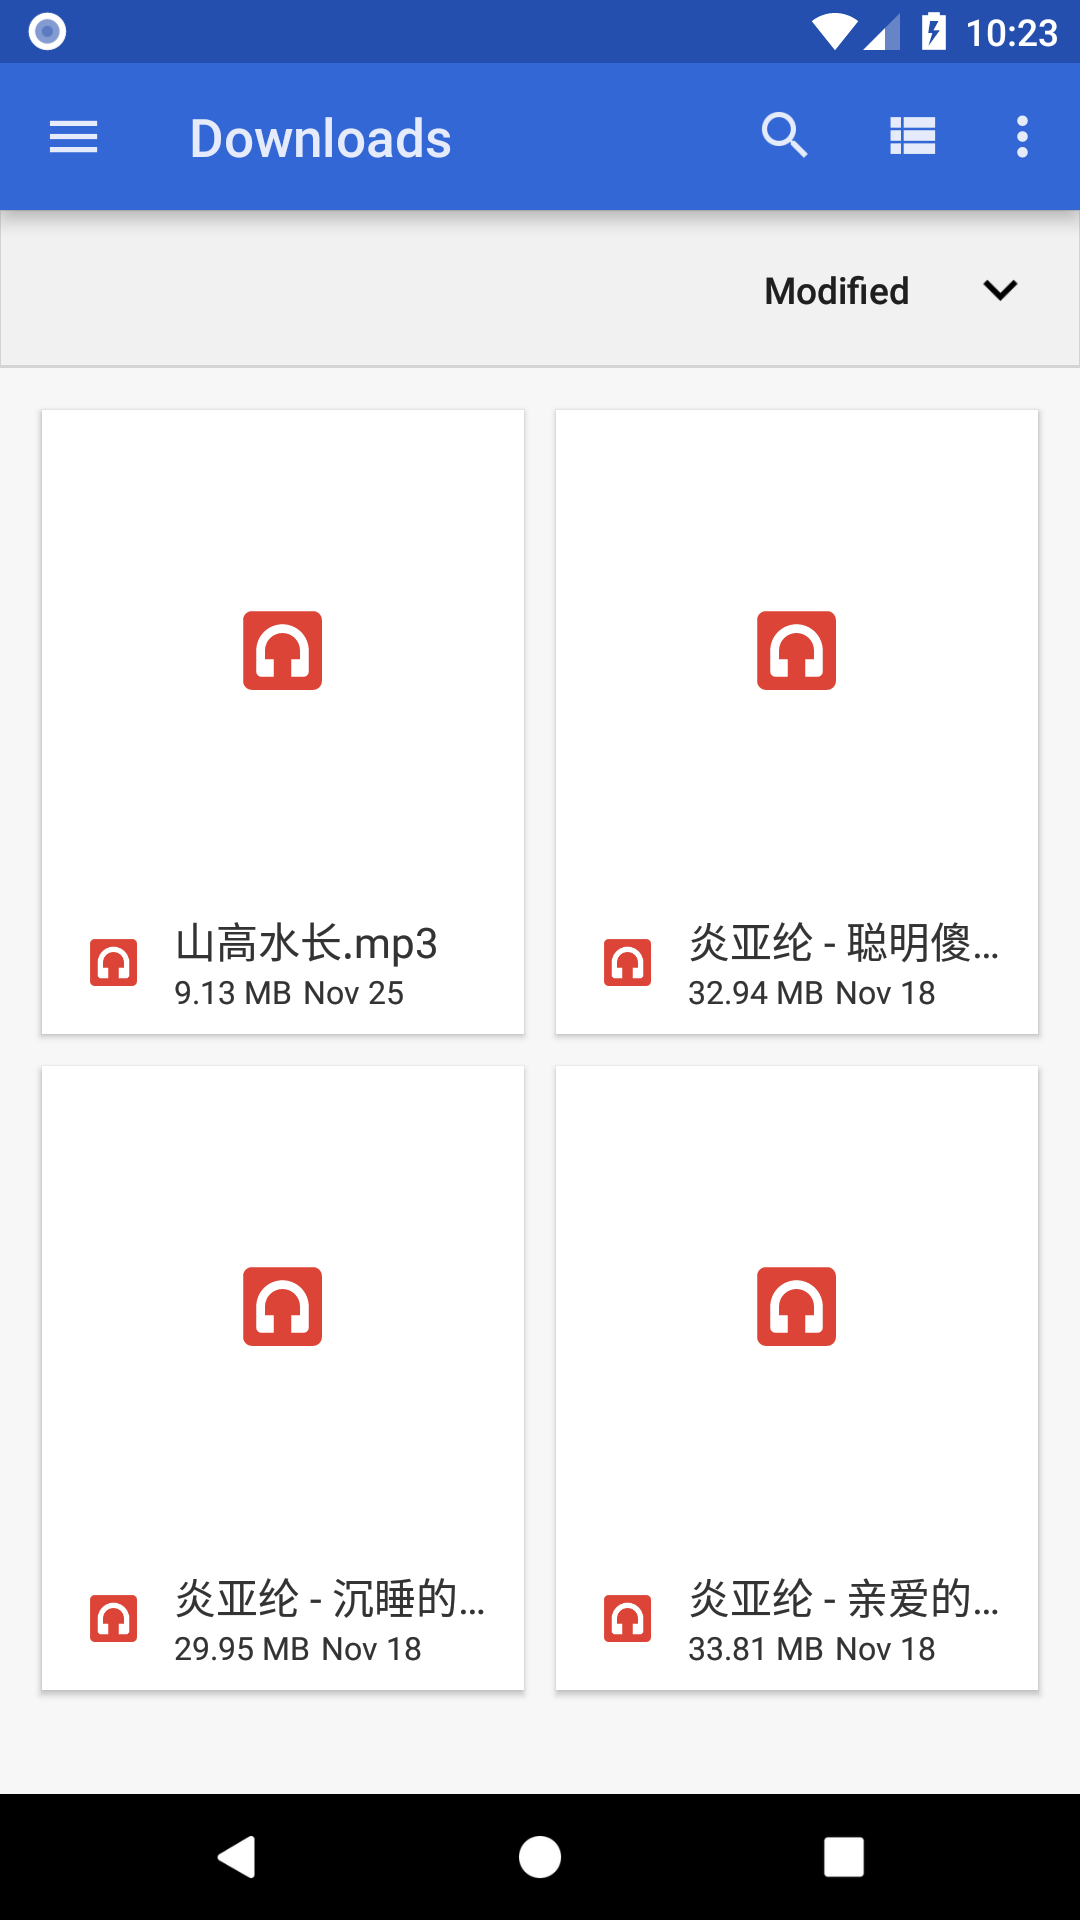 10:23
Downloads
Modified
山高水长.mp3
9.13 MB Nov 25
炎亚纶 - 聪明傻...
32.94 MB Nov 18
炎亚纶 - 沉睡的...
29.95 MB Nov 18
炎亚纶 - 亲爱的...
33.81 MB Nov 18